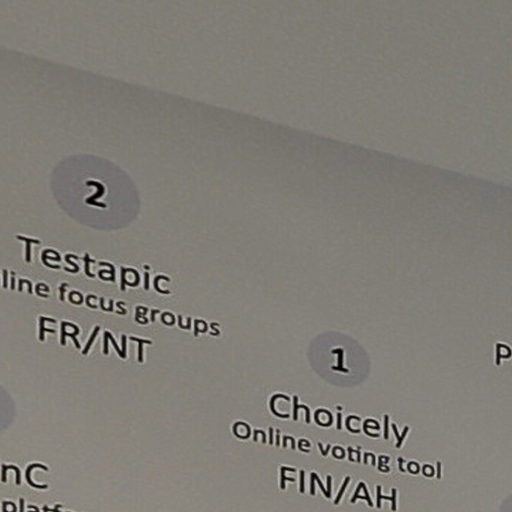 2
Testapic
line focus groups
FR/NT
1
Choicely
Online voting tool
FIN/AH
P
nC